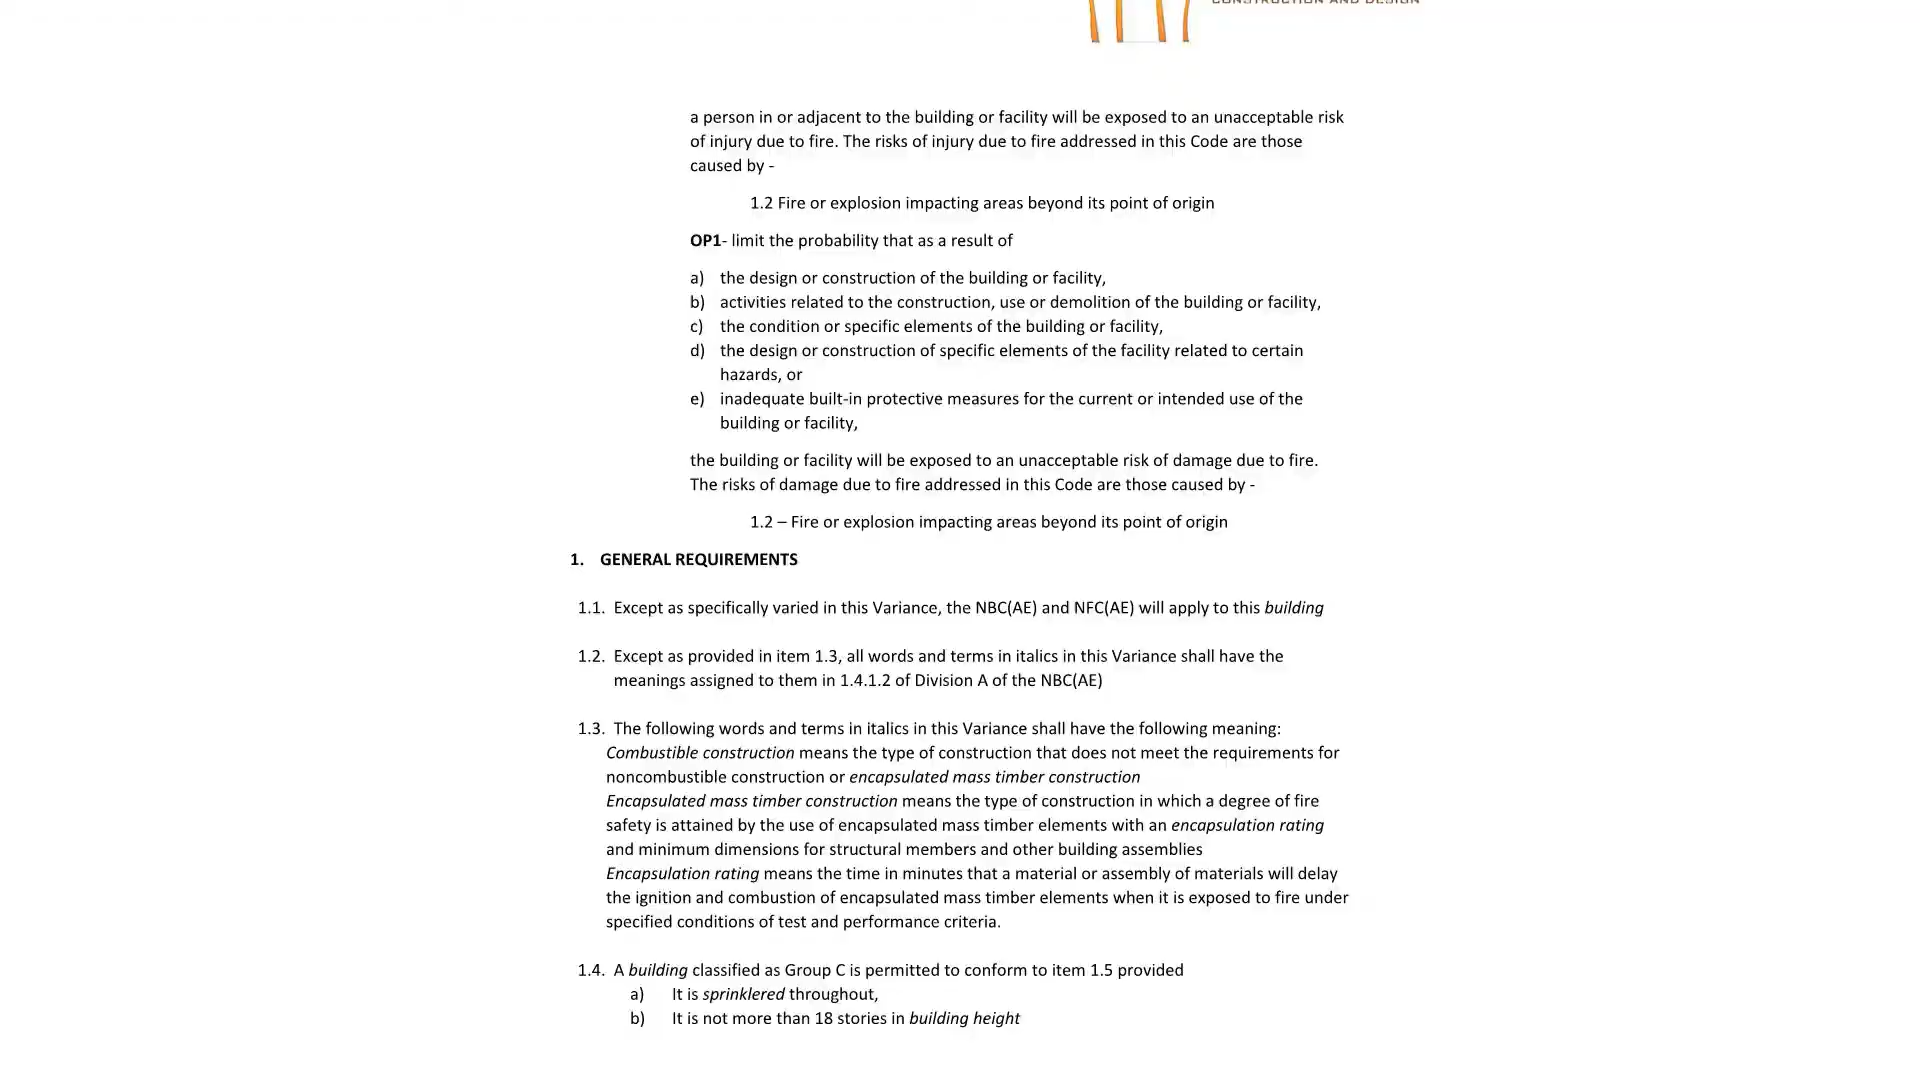 CONSTRUCTION AND DESIGN
a person in or adjacent to the building or facility will be exposed to an unacceptable risk
of injury due to fire. The risks of injury due to fire addressed in this Code are those
caused by -
1.2 Fire or explosion impacting areas beyond its point of origin
OP1- limit the probability that as a result of
a) the design or construction of the building or facility,
b) activities related to the construction, use or demolition of the building or facility,
c) the condition or specific elements of the building or facility,
d) the design or construction of specific elements of the facility related to certain
hazards, or
e) inadequate built-in protective measures for the current or intended use of the
building or facility,
the building or facility will be exposed to an unacceptable risk of damage due to fire.
The risks of damage due to fire addressed in this Code are those caused by -
1.2 – Fire or explosion impacting areas beyond its point of origin
1. GENERAL REQUIREMENTS
1.1. Except as specifically varied in this Variance, the NBC(AE) and NFC(AE) will apply to this building
1.2. Except as provided in item 1.3, all words and terms in italics in this Variance shall have the
meanings assigned to them in 1.4.1.2 of Division A of the NBC(AE)
1.3. The following words and terms in italics in this Variance shall have the following meaning:
Combustible construction means the type of construction that does not meet the requirements for
noncombustible construction or encapsulated mass timber construction
Encapsulated mass timber construction means the type of construction in which a degree of fire
safety is attained by the use of encapsulated mass timber elements with an encapsulation rating
and minimum dimensions for structural members and other building assemblies
Encapsulation rating means the time in minutes that a material or assembly of materials will delay
the ignition and combustion of encapsulated mass timber elements when it is exposed to fire under
specified conditions of test and performance criteria.
1.4. A building classified as Group C is permitted to conform to item 1.5 provided
a) It is sprinklered throughout,
b) It is not more than 18 stories in building height